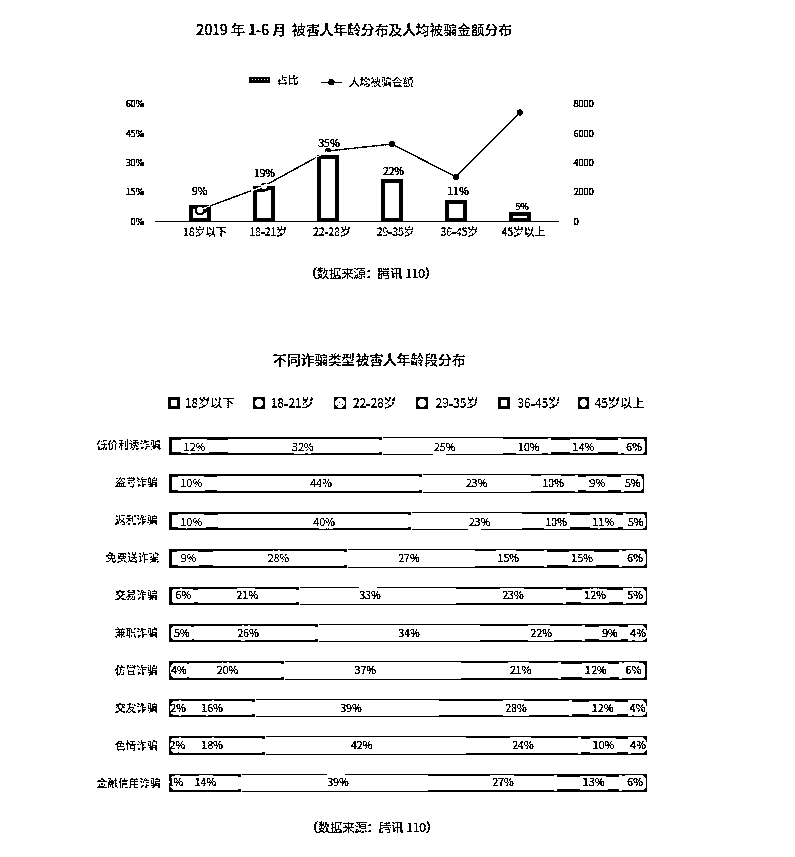 2019 年 1-6 月 被害人年龄分布及人均被骗金额分布
占比 人均被骗金额
60% 8000
45% 6000
30% 4000
15% 2000
0% 0
9% 19% 35% 22% 11% 5%
18岁以下 18-21岁 22-28岁 29-35岁 36-45岁 45岁以上
（数据来源：腾讯 110）
不同诈骗类型被害人年龄段分布
18岁以下 18-21岁 22-28岁 29-35岁 36-45岁 45岁以上
低价利诱诈骗 12% 32% 25% 10% 14% 6%
盗号诈骗 10% 44% 23% 10% 9% 5%
返利诈骗 10% 40% 23% 10% 11% 5%
免费送诈骗 9% 28% 27% 15% 15% 6%
交易诈骗 6% 21% 33% 23% 12% 5%
兼职诈骗 5% 26% 34% 22% 9% 4%
仿冒诈骗 4% 20% 37% 21% 12% 6%
交友诈骗 2% 16% 39% 28% 12% 4%
色情诈骗 2% 18% 42% 24% 10% 4%
金融信用诈骗 1% 14% 39% 27% 13% 6%
（数据来源：腾讯 110）